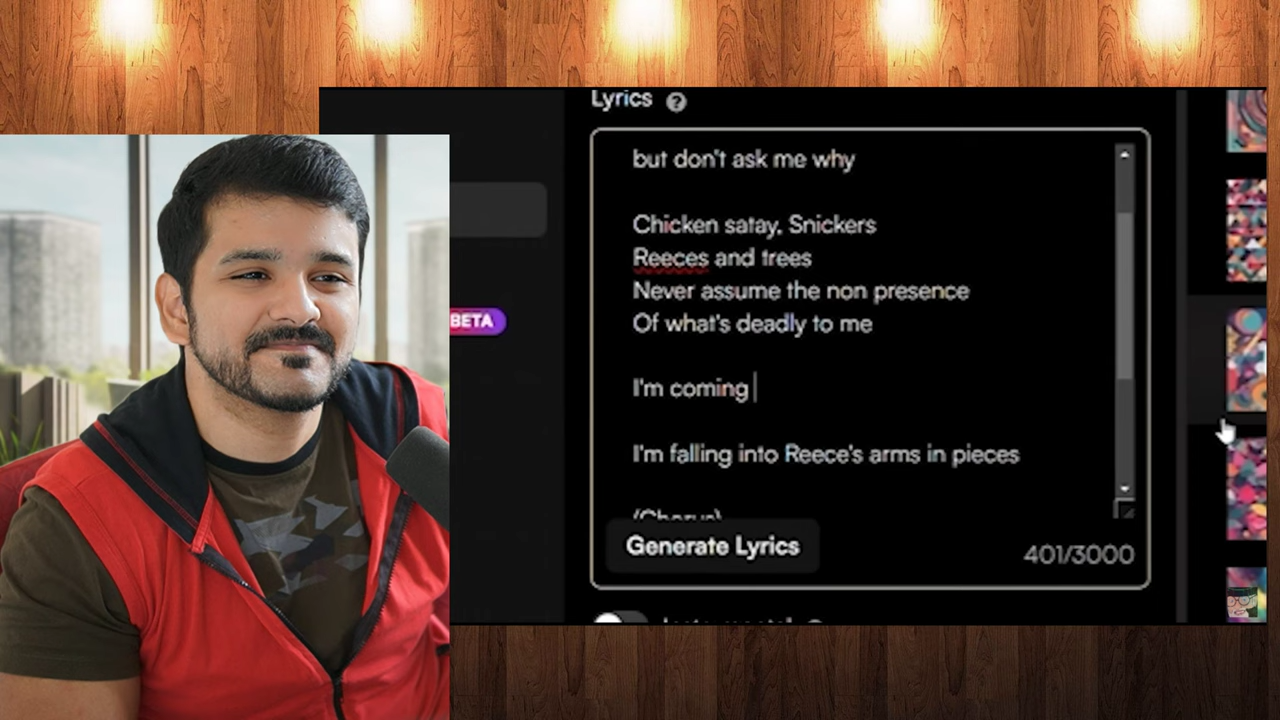 Lyrics ?
but don't ask me why
Chicken satay, Snickers
Reeces and trees
Never assume the non presence
Of what's deadly to me
BETA
I'm coming
I'm falling into Reece's arms in pieces
(Chorus)
Generate Lyrics
401/3000